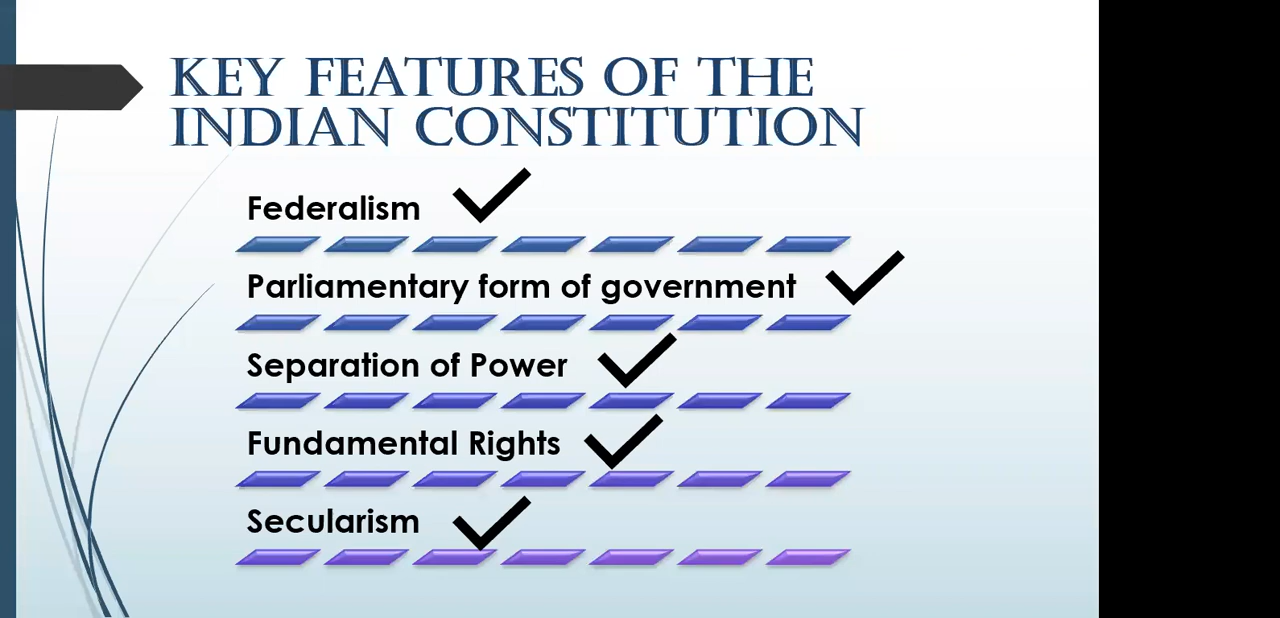 KEY FEATURES OF THE
INDIAN CONSTITUTION
Federalism
Parliamentary form of government
Separation of Power
Fundamental Rights
Secularism